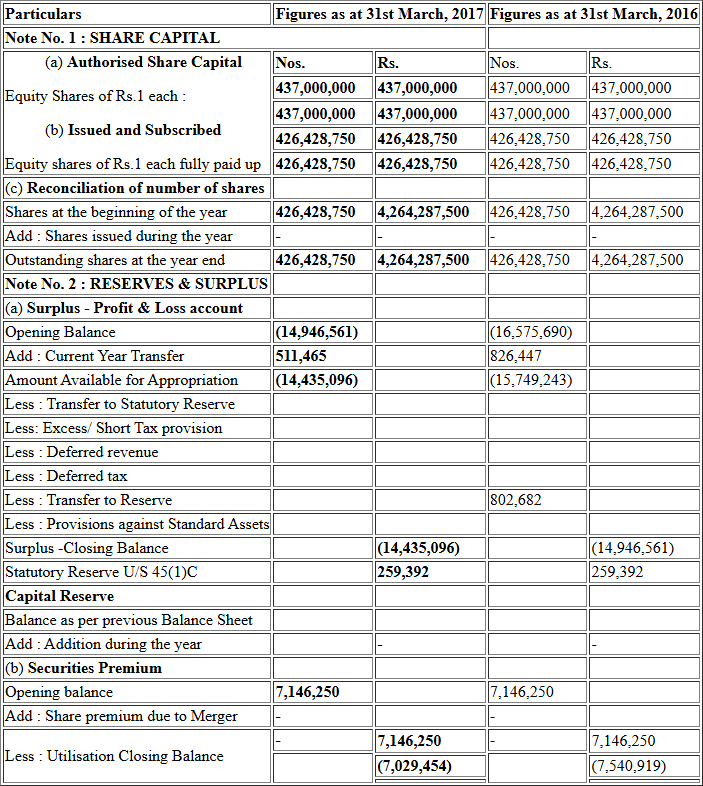 Particulars Figures as at 31st March, 2017 Figures as at 31st March, 2016
Note No. 1 : SHARE CAPITAL
(a) Authorised Share Capital Nos. Rs. Nos. Rs.
Equity Shares of Rs.1 each : 437,000,000 437,000,000 437,000,000 437,000,000
437,000,000 437,000,000 437,000,000 437,000,000
(b) Issued and Subscribed 426,428,750 426,428,750 426,428,750 426,428,750
Equity shares of Rs.1 each fully paid up 426,428,750 426,428,750 426,428,750 426,428,750
(c) Reconciliation of number of shares
Shares at the beginning of the year 426,428,750 4,264,287,500 426,428,750 4,264,287,500
Add : Shares issued during the year - - - -
Outstanding shares at the year end 426,428,750 4,264,287,500 426,428,750 4,264,287,500
Note No. 2 : RESERVES & SURPLUS
(a) Surplus - Profit & Loss account
Opening Balance (14,946,561) (16,575,690)
Add : Current Year Transfer 511,465 826,447
Amount Available for Appropriation (14,435,096) (15,749,243)
Less : Transfer to Statutory Reserve
Less: Excess/ Short Tax provision
Less : Deferred revenue
Less : Deferred tax
Less : Transfer to Reserve 802,682
Less : Provisions against Standard Assets
Surplus -Closing Balance (14,435,096) (14,946,561)
Statutory Reserve U/S 45(1)C 259,392 259,392
Capital Reserve
Balance as per previous Balance Sheet
Add : Addition during the year - -
(b) Securities Premium
Opening balance 7,146,250 7,146,250
Add : Share premium due to Merger - -
Less : Utilisation Closing Balance - 7,146,250 - 7,146,250
(7,029,454) (7,540,919)